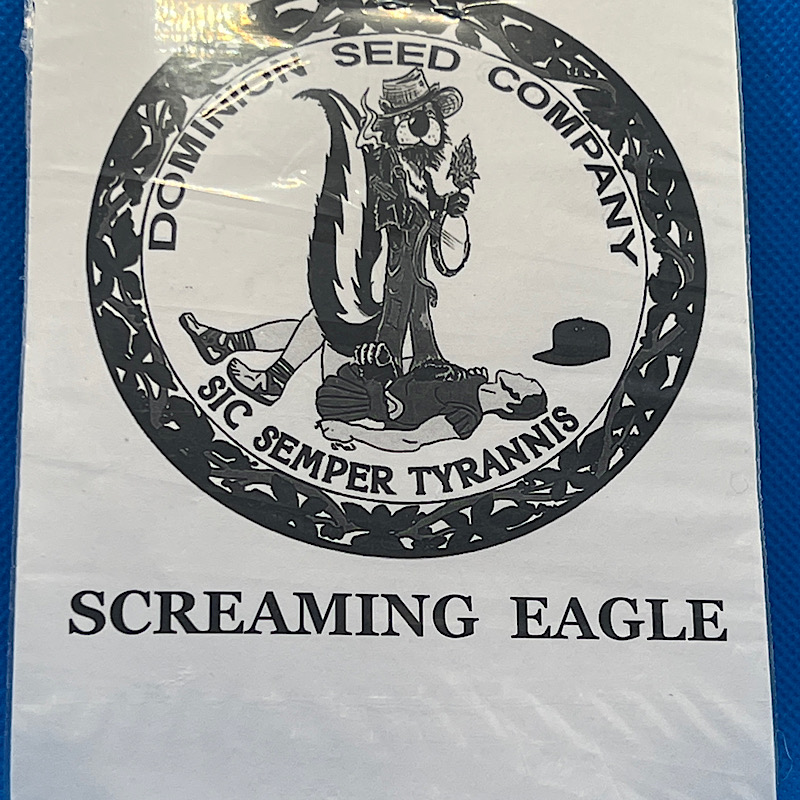 DOMINION SEED COMPANY
SIC SEMPER TYRANNIS
SCREAMING EAGLE